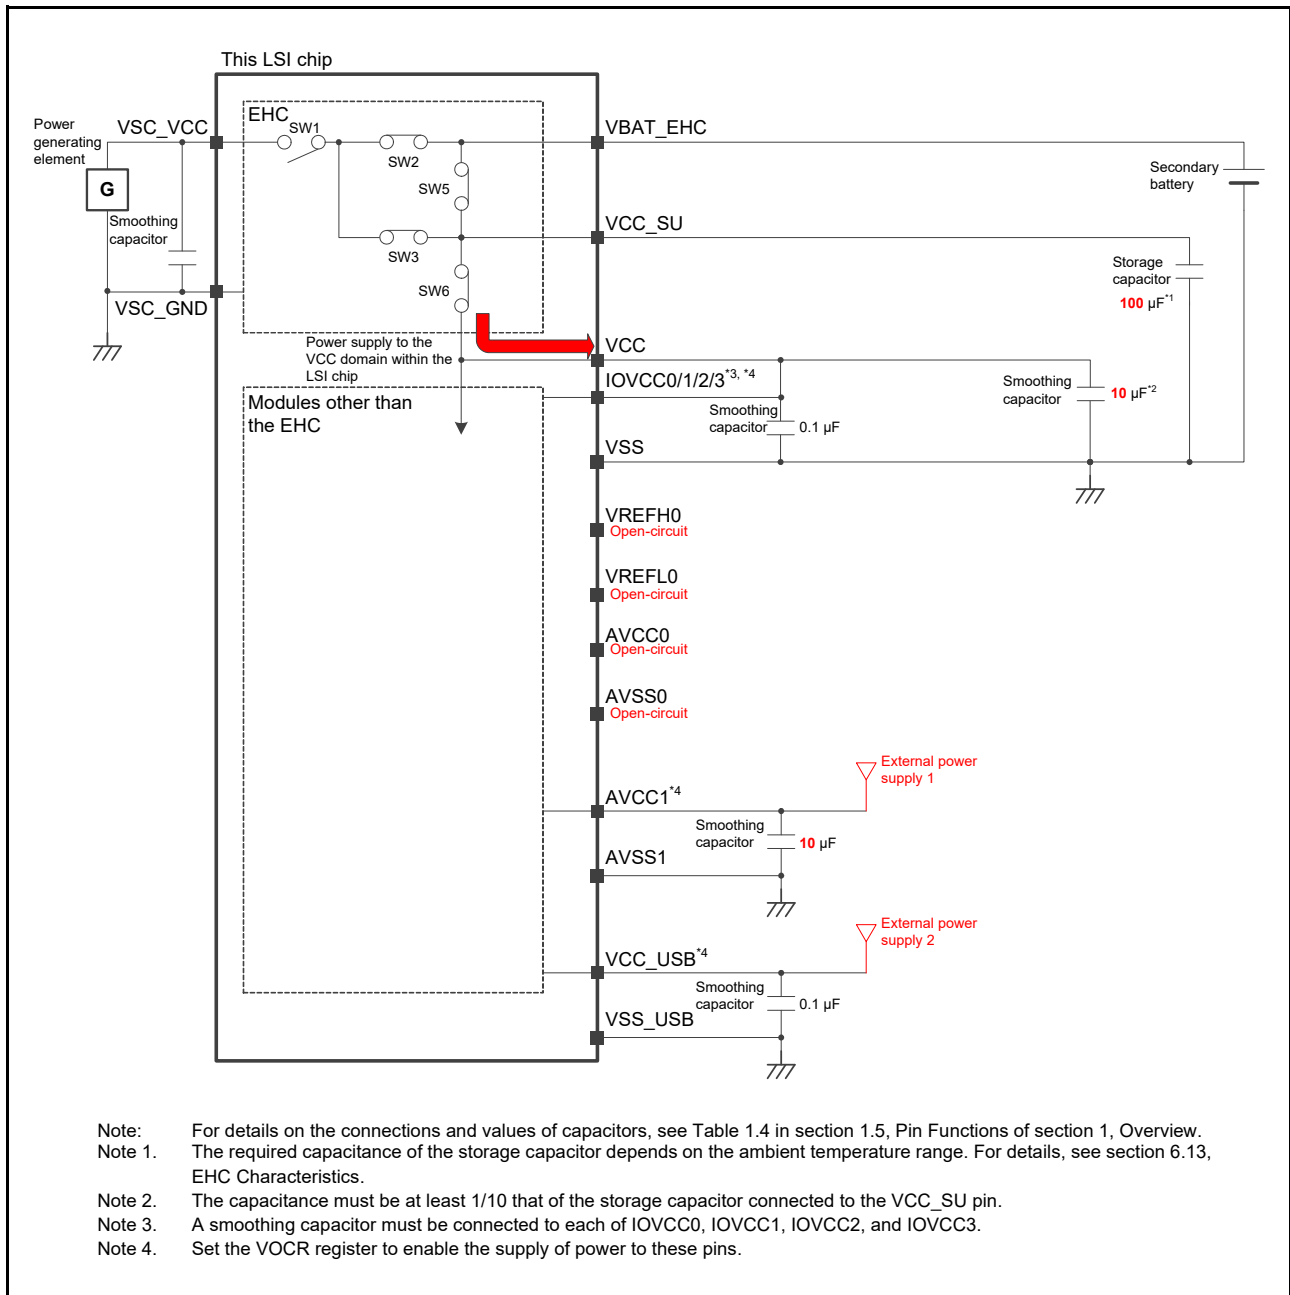 This LSI chip
EHC
Power
generating
element
VSC_VCC
SW1
SW2
VBAT_EHC
G
SW5
Secondary
battery
Smoothing
capacitor
VCC_SU
SW3
Storage
capacitor
100 µF*1
SW6
VSC_GND
Power supply to the
VCC domain within the
LSI chip
VCC
IOVCC0/1/2/3*3, *4
Smoothing
capacitor
10 µF*2
Modules other than
the EHC
Smoothing
capacitor
0.1 µF
VSS
VREFH0
Open-circuit
VREFL0
Open-circuit
AVCC0
Open-circuit
AVSS0
Open-circuit
External power
supply 1
AVCC1*4
Smoothing
capacitor
10 µF
AVSS1
External power
supply 2
VCC_USB*4
Smoothing
capacitor
0.1 µF
VSS_USB
Note: For details on the connections and values of capacitors, see Table 1.4 in section 1.5, Pin Functions of section 1, Overview.
Note 1. The required capacitance of the storage capacitor depends on the ambient temperature range. For details, see section 6.13,
EHC Characteristics.
Note 2. The capacitance must be at least 1/10 that of the storage capacitor connected to the VCC_SU pin.
Note 3. A smoothing capacitor must be connected to each of IOVCC0, IOVCC1, IOVCC2, and IOVCC3.
Note 4. Set the VOCR register to enable the supply of power to these pins.